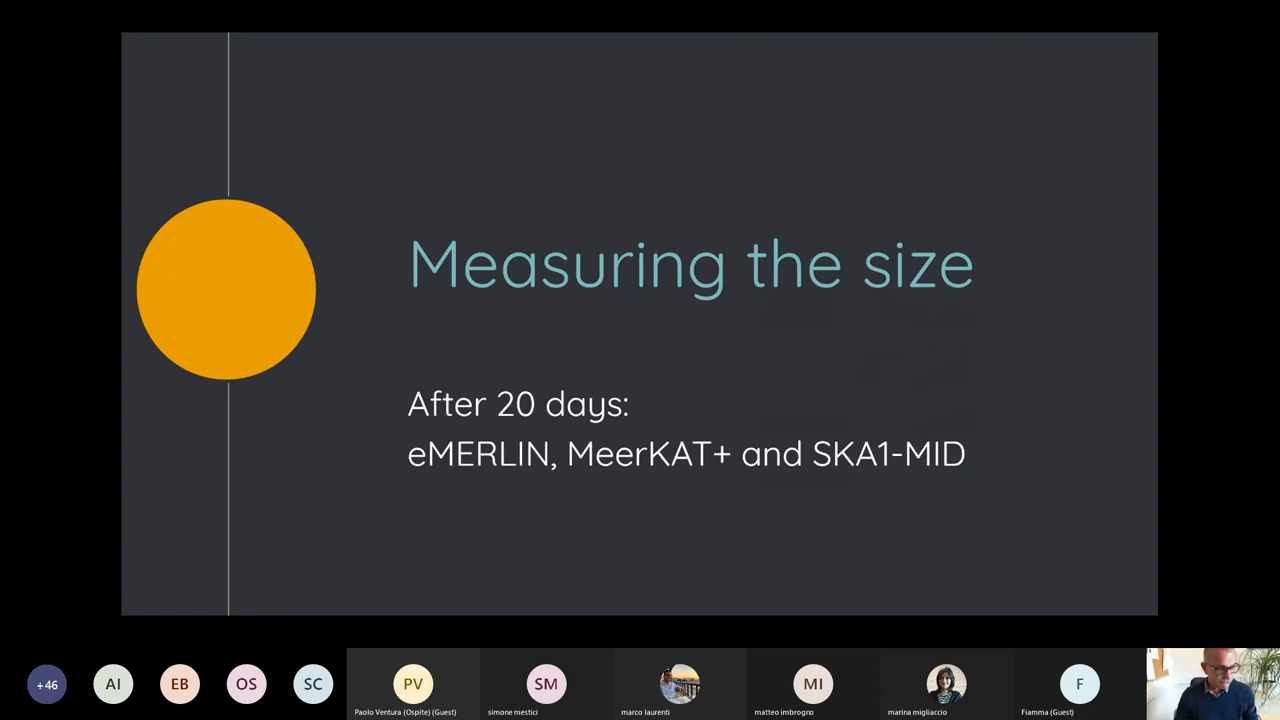 Measuring the size
After 20 days:
eMERLIN, MeerKAT+ and SKA1-MID
+46
AI
EB
OS
SC
PV
SM
MI
F
Paolo Ventura (Ospite) (Guest)
simone mestici
marco laurenti
matteo imbrogno
marina migliaccio
Fiamma (Guest)